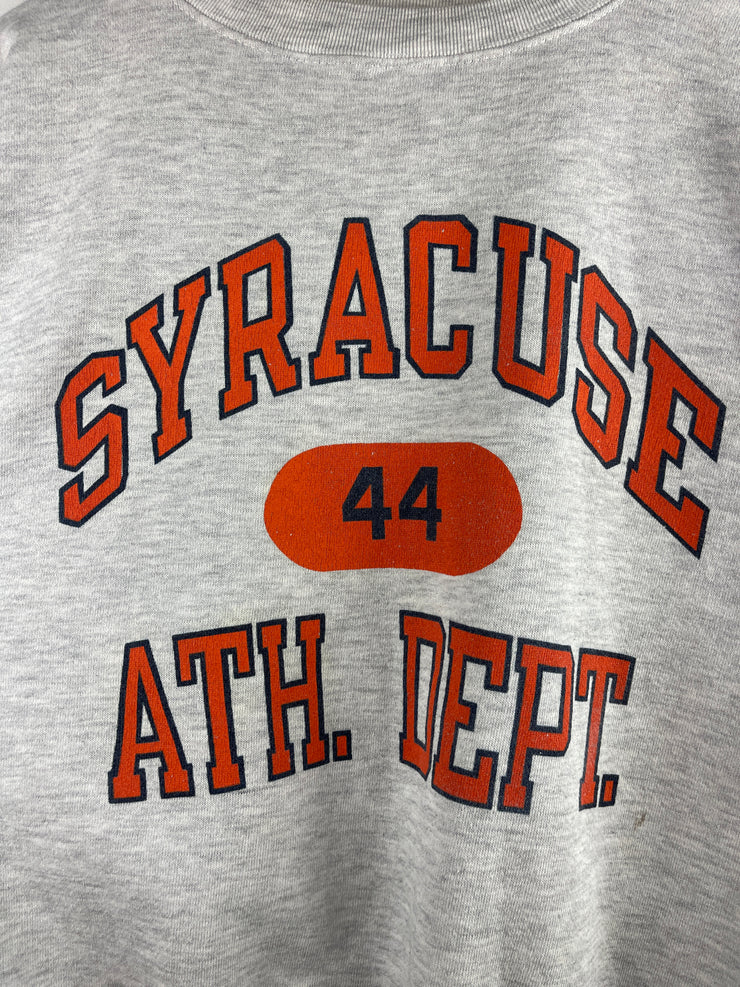 SYRACUSE
44
ATH. DEPT.